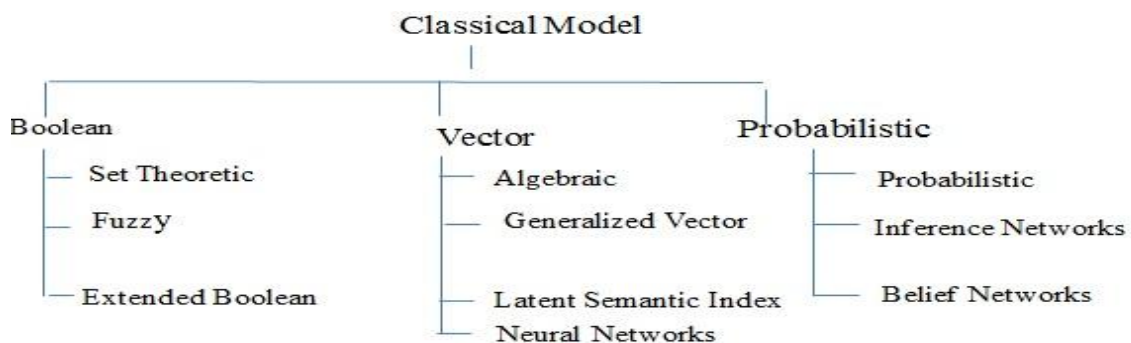 Classical Model
Boolean
Set Theoretic
Fuzzy
Extended Boolean
Vector
Algebraic
Generalized Vector
Latent Semantic Index
Neural Networks
Probabilistic
Probabilistic
Inference Networks
Belief Networks